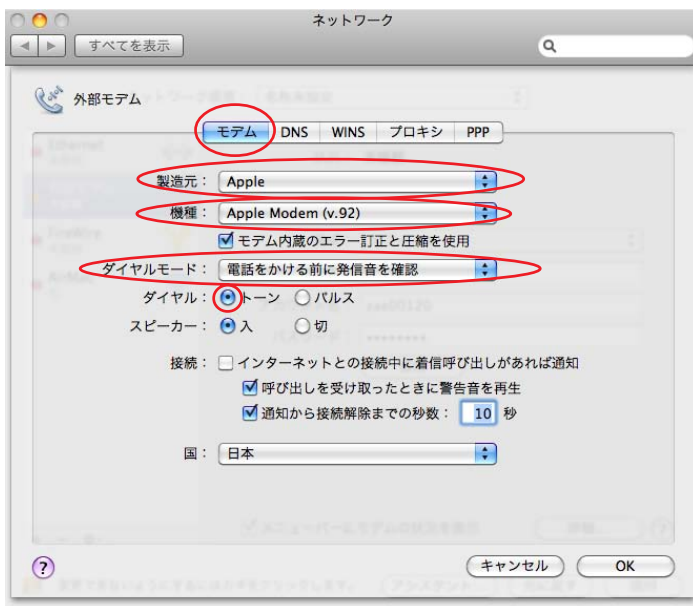 ネットワーク
すべてを表示
外部モデム
モデム DNS WINS プロキシ PPP
製造元： Apple
機種： Apple Modem (v.92)
モデム内蔵のエラー訂正と圧縮を使用
ダイヤルモード： 電話をかける前に発信音を確認
ダイヤル： トーン パルス
スピーカー： 入 切
接続： インターネットとの接続中に着信呼び出しがあれば通知
呼び出しを受け取ったときに警告音を再生
通知から接続解除までの秒数： 10 秒
国： 日本
? キャンセル OK